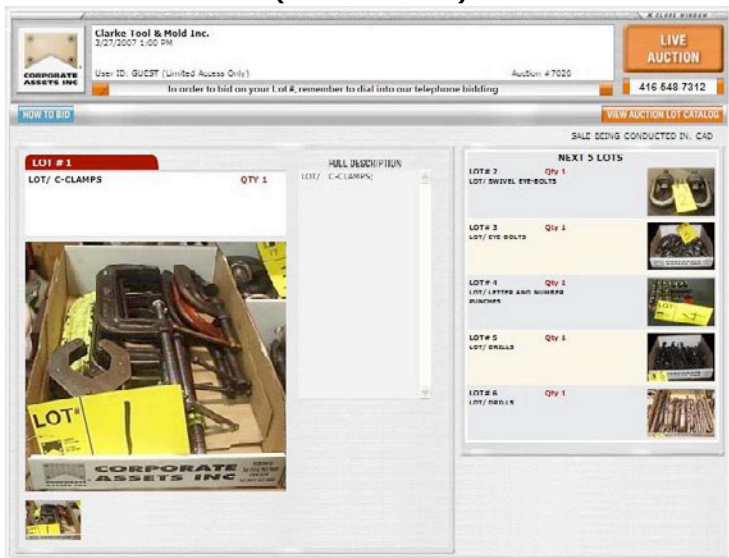 X CLOSE WINDOW
Clarke Tool & Mold Inc.
3/27/2007 1:00 PM
CORPORATE
ASSETS INC
User ID: GUEST (Limited Access Only)
Auction #7020
LIVE
AUCTION
In order to bid on your Lot#, remember to dial into our telephone bidding
416 548 7312
HOW TO BID
VIEW AUCTION LOT CATALOG
SALE BEING CONDUCTED IN: CAD
LOT #1
LOT/ C-CLAMPS
QTY 1
FULL DESCRIPTION
LOT/ C-CLAMPS;
NEXT 5 LOTS
LOT# 2 Qty 1
LOT/ SWIVEL EYE-BOLTS
LOT# 3 Qty 1
LOT/ EYE BOLTS
LOT# 4 Qty 1
LOT/ LETTER AND NUMBER
PUNCHES
LOT# 5 Qty 1
LOT/ DRILLS
LOT# 6 Qty 1
LOT/ DRILLS
LOT# 1
CORPORATE
ASSETS INC